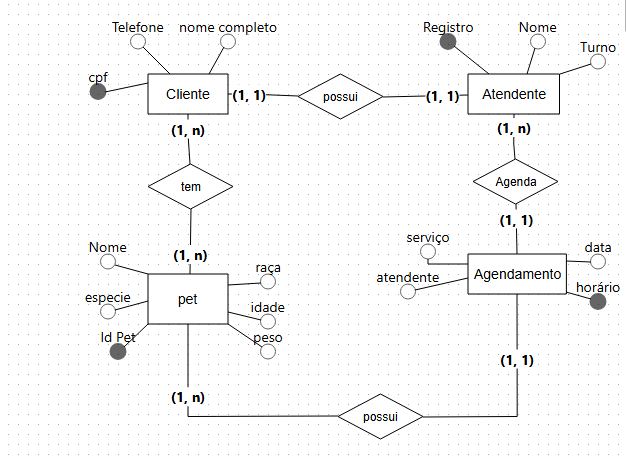 Telefone
nome completo
Registro
Nome
Turno
cpf
Cliente
(1, 1)
possui
(1, 1)
Atendente
(1, n)
(1, n)
tem
Agenda
(1, n)
(1, 1)
Nome
raça
serviço
data
especie
pet
idade
atendente
Agendamento
horário
Id Pet
peso
(1, 1)
(1, n)
possui